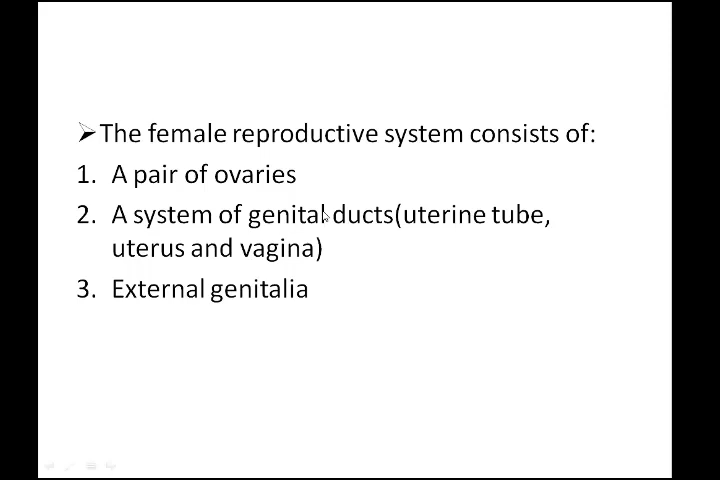 ➢The female reproductive system consists of:
1. A pair of ovaries
2. A system of genital ducts(uterine tube,
uterus and vagina)
3. External genitalia